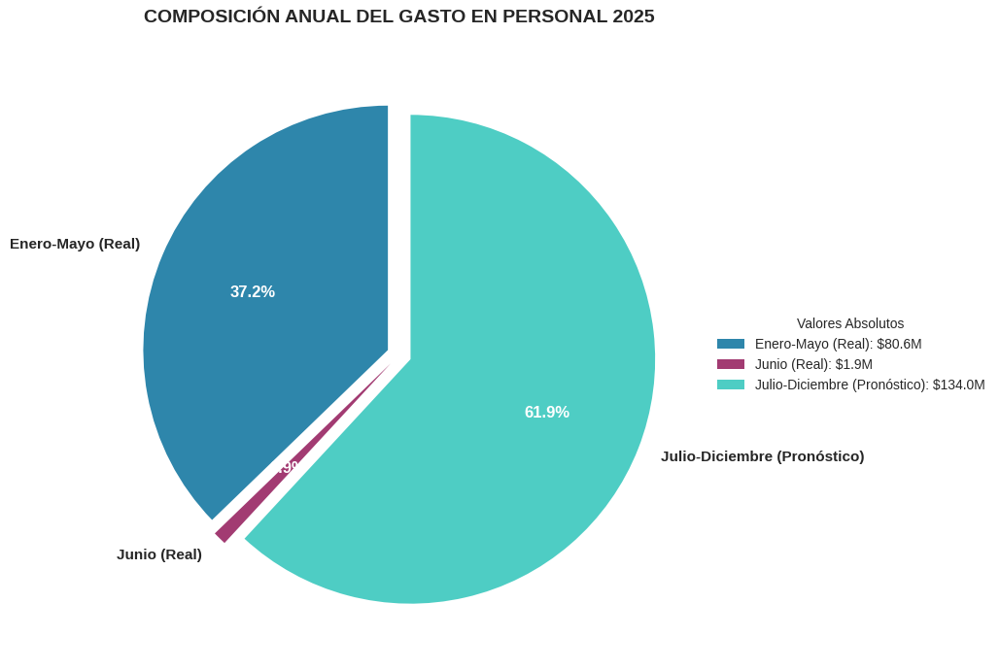 COMPOSICIÓN ANUAL DEL GASTO EN PERSONAL 2025
Enero-Mayo (Real)
37.2%
Valores Absolutos
Enero-Mayo (Real): $80.6M
Junio (Real): $1.9M
Julio-Diciembre (Pronóstico): $134.0M
61.9%
Julio-Diciembre (Pronóstico)
Junio (Real)